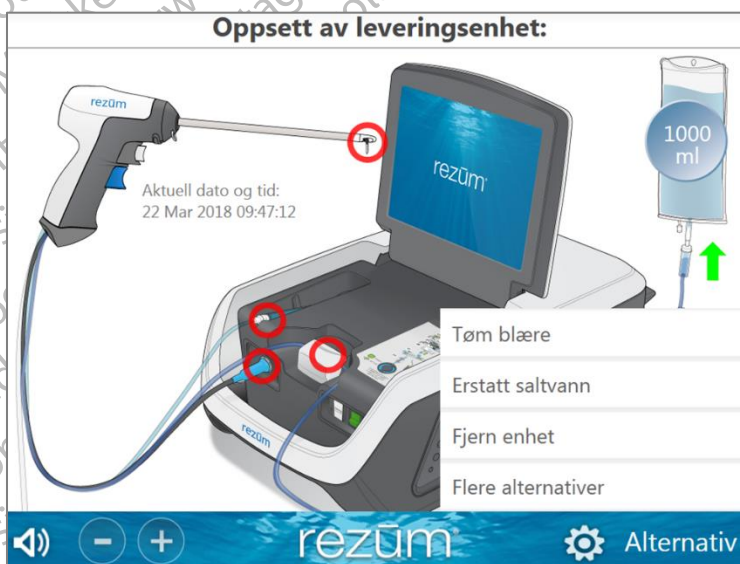 Oppsett av leveringsenhet:
rezūm
Aktuell dato og tid:
22 Mar 2018 09:47:12
rezūm
1000
ml
Tøm blære
Erstatt saltvann
Fjern enhet
Flere alternativer
rezūm
rezūm
Alternativ